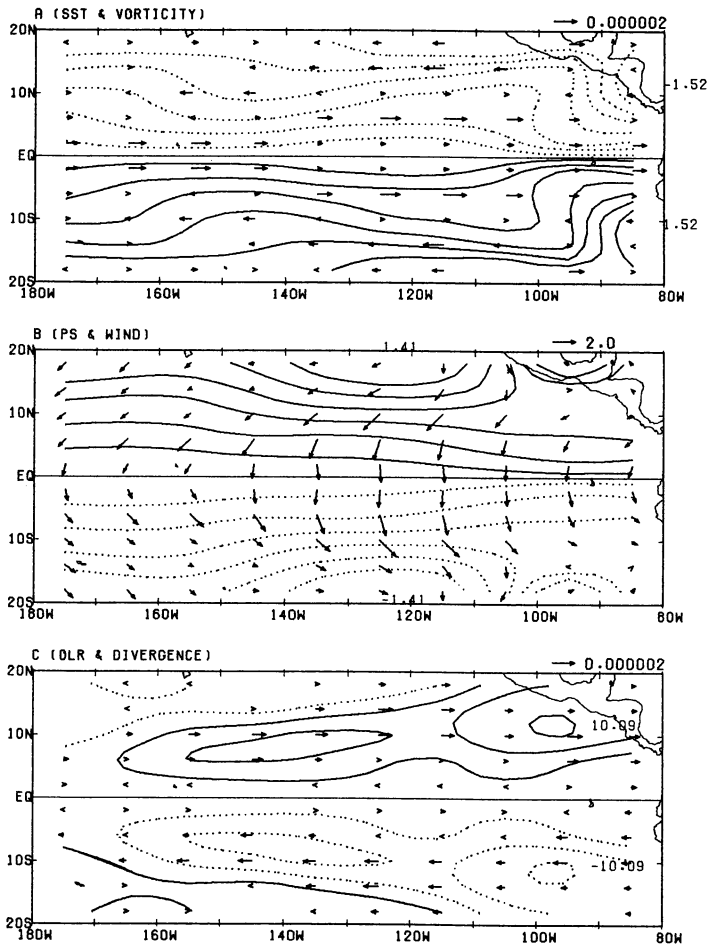 A (SST & VORTICITY)
0.000002
20N
10N
EQ
10S
20S
-1.52
1.52
180W 160W 140W 120W 100W 80W
B (PS & WIND)
1.41
2.0
20N
10N
EQ
10S
20S
-1.41
180W 160W 140W 120W 100W 80W
C (OLR & DIVERGENCE)
0.000002
20N
10.09
10N
EQ
10S
-10.09
20S
180W 160W 140W 120W 100W 80W